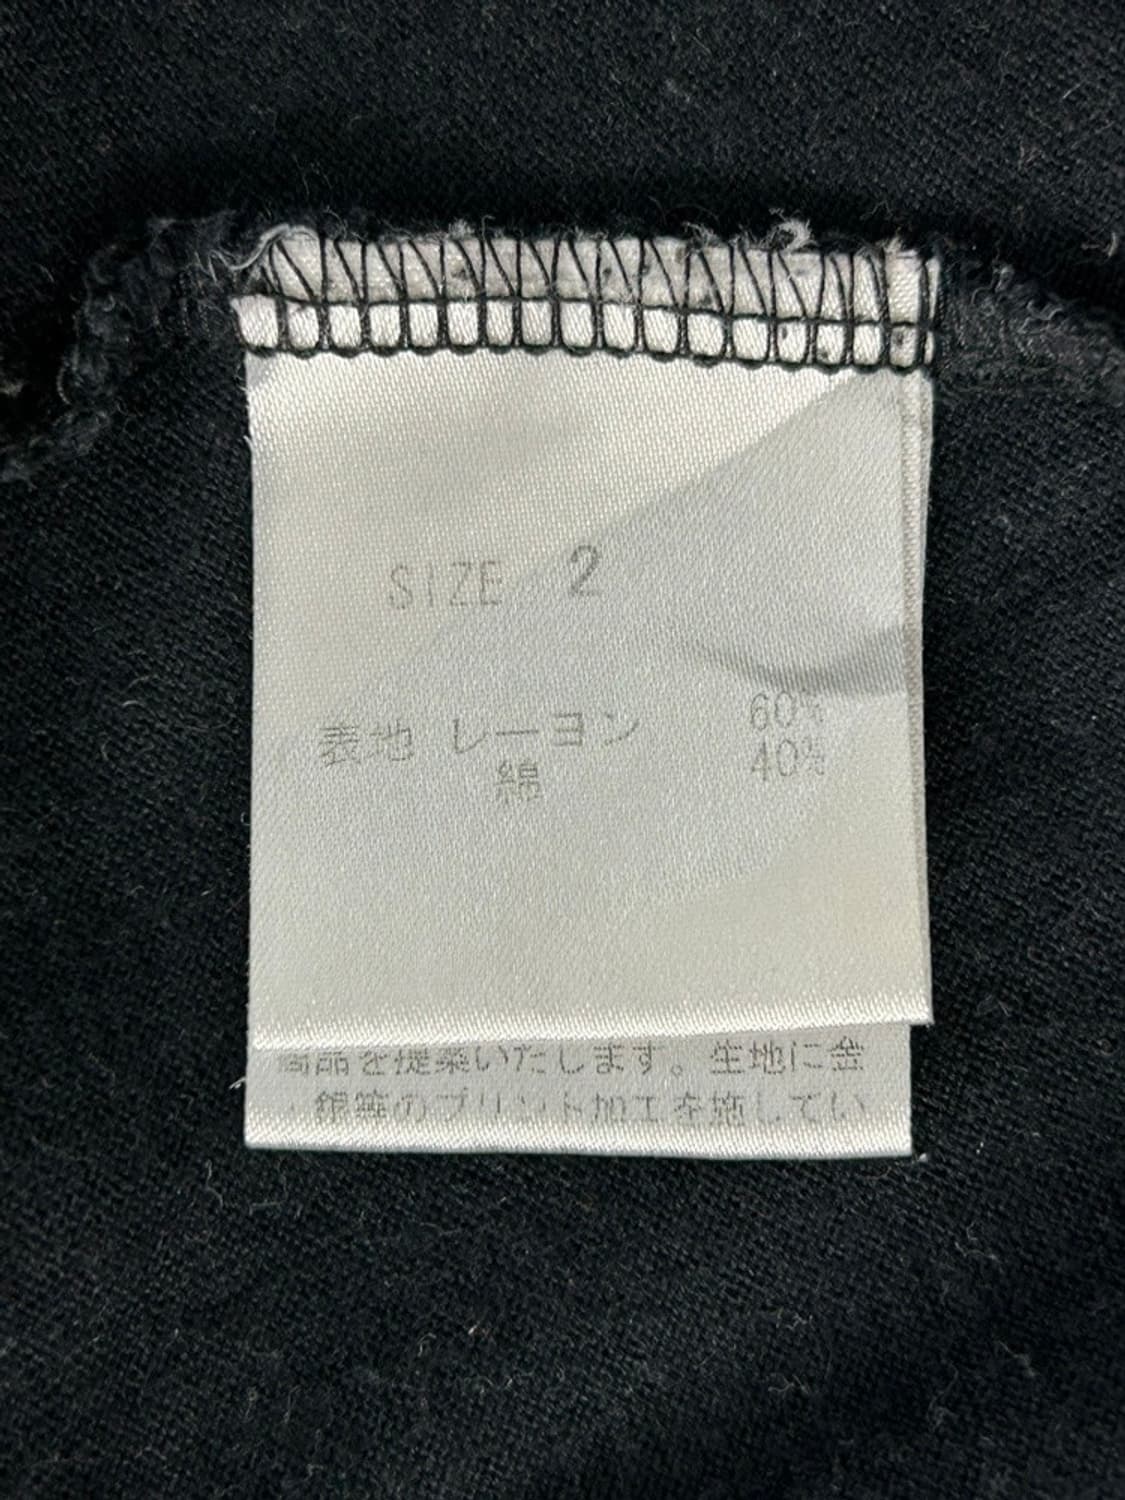 SIZE 2
表地 レーヨン 60%
綿 40%
商品を提案いたします。生地に金
・銀等のプリント加工を施してい